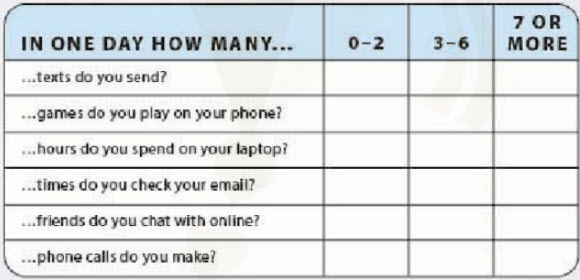 IN ONE DAY HOW MANY... 0–2 3–6 7 OR MORE
...texts do you send?
...games do you play on your phone?
...hours do you spend on your laptop?
...times do you check your email?
...friends do you chat with online?
...phone calls do you make?